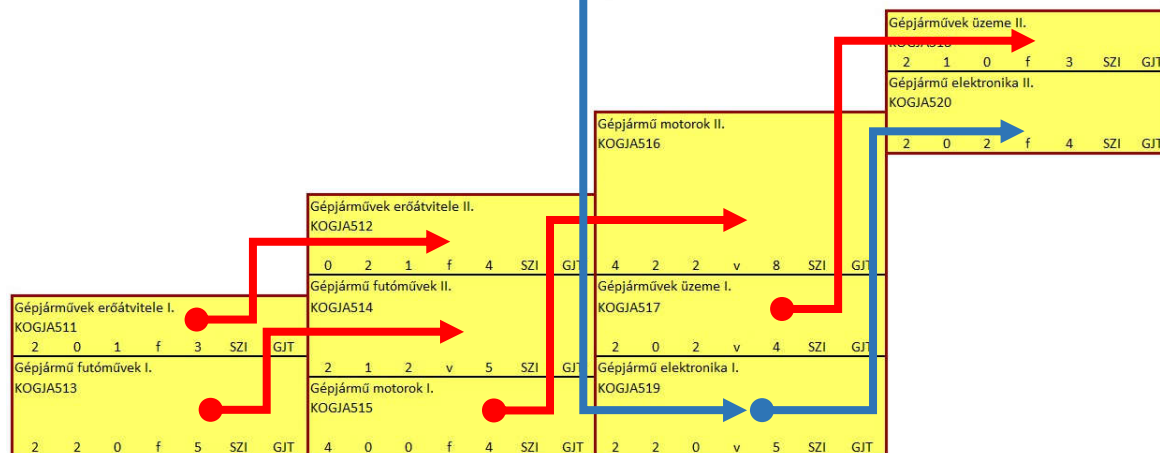 Gépjárművek üzeme II.
KOGJA518
2 1 0 f 3 SZI GJT
Gépjármű elektronika II.
KOGJA520
2 0 2 f 4 SZI GJT
Gépjármű motorok II.
KOGJA516
4 2 2 v 8 SZI GJT
Gépjárművek üzeme I.
KOGJA517
2 0 2 v 4 SZI GJT
Gépjármű elektronika I.
KOGJA519
2 2 0 v 5 SZI GJT
Gépjárművek erőátvitele II.
KOGJA512
0 2 1 f 4 SZI GJT
Gépjármű futóművek II.
KOGJA514
2 1 2 v 5 SZI GJT
Gépjármű motorok I.
KOGJA515
4 0 0 f 4 SZI GJT
Gépjárművek erőátvitele I.
KOGJA511
2 0 1 f 3 SZI GJT
Gépjármű futóművek I.
KOGJA513
2 2 0 f 5 SZI GJT